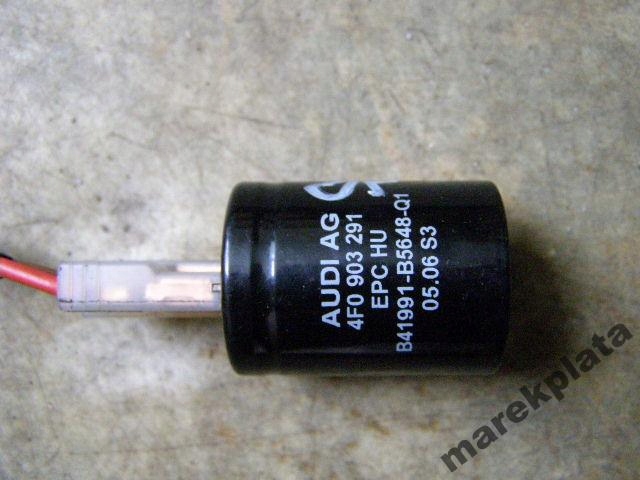 AUDI AG
4F0 903 291
EPC HU
B41991-B5648-Q1
05.06 S3
marekplata